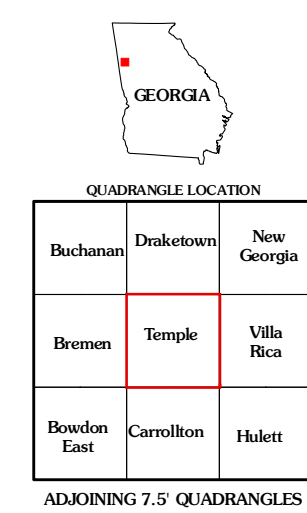 GEORGIA
QUADRANGLE LOCATION
Buchanan
Draketown
New
Georgia
Bremen
Temple
Villa
Rica
Bowdon
East
Carrollton
Hulett
ADJOINING 7.5' QUADRANGLES